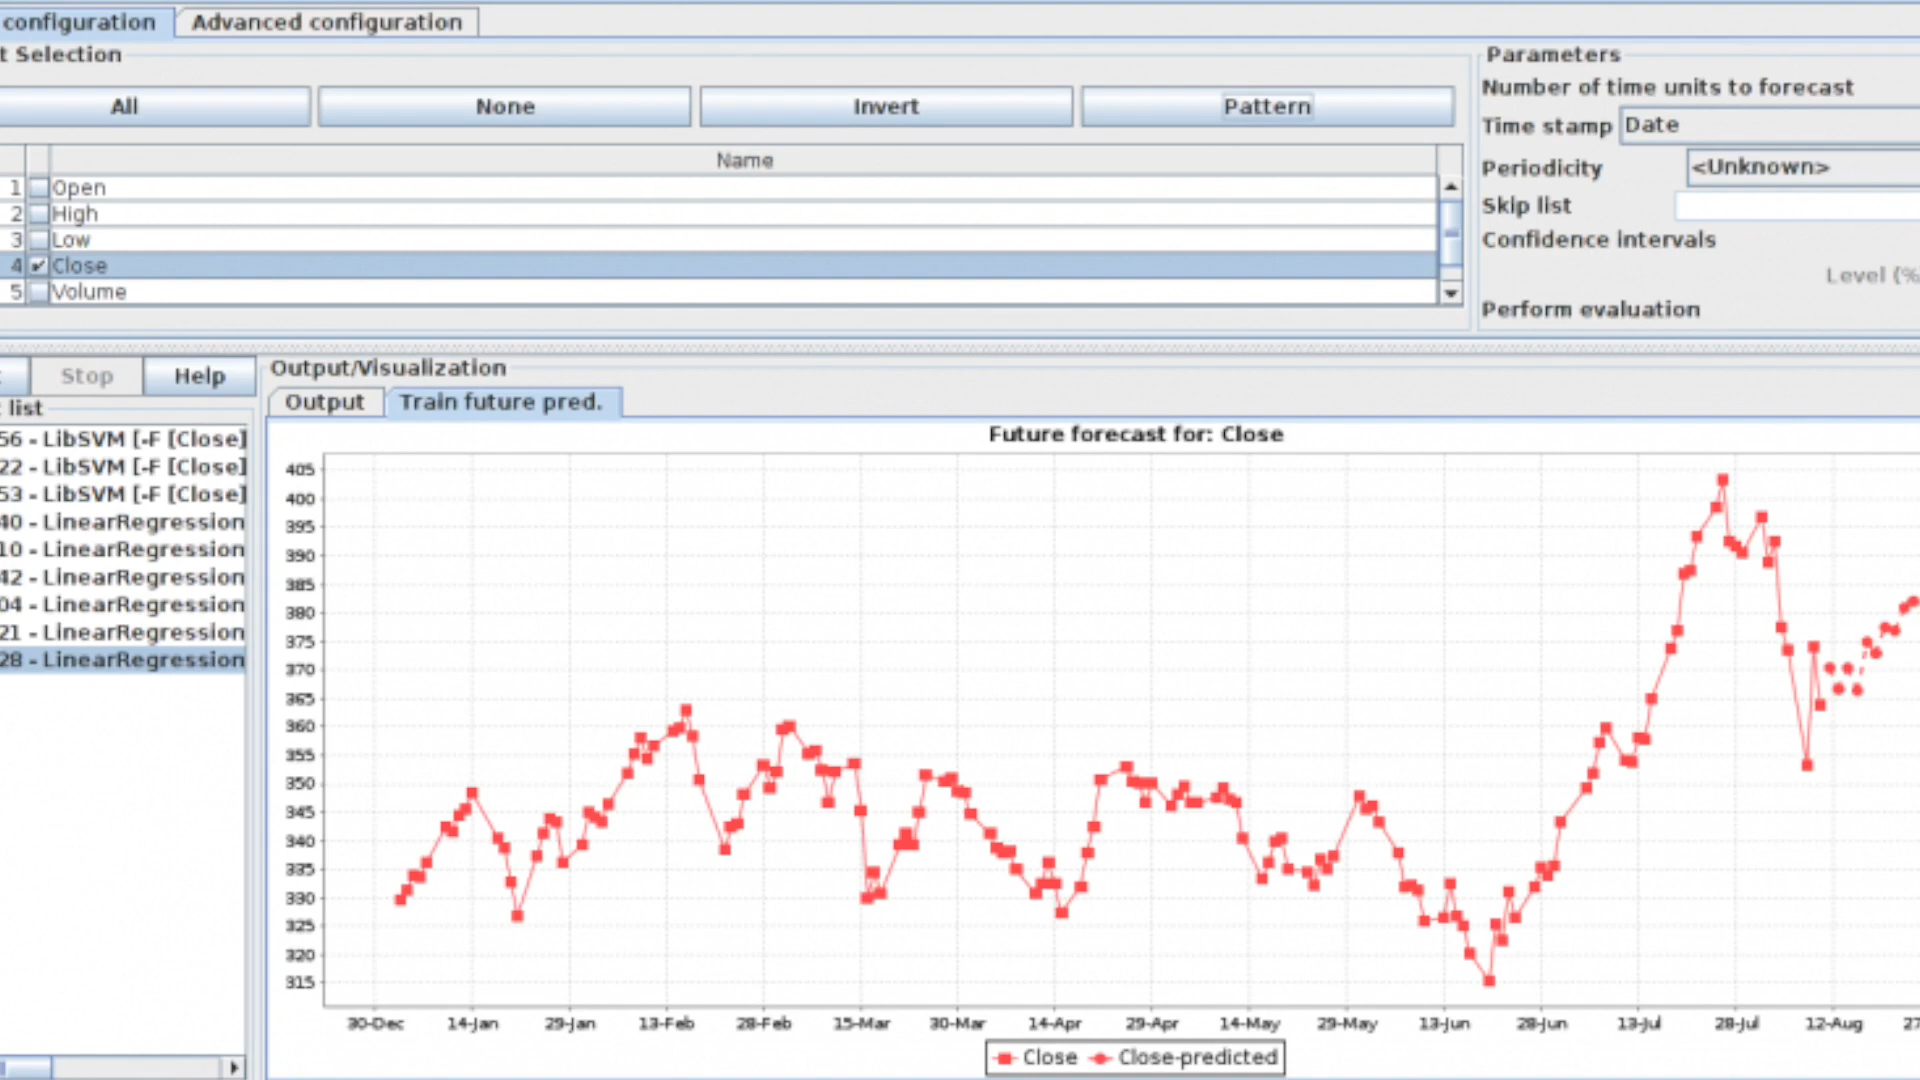 configuration Advanced configuration
t Selection
All None Invert Pattern
Name
1 Open
2 High
3 Low
4 Close
5 Volume
Parameters
Number of time units to forecast
Time stamp Date
Periodicity <Unknown>
Skip list
Confidence intervals
Level (%
Perform evaluation
Stop Help
list
56 - LibSVM [-F [Close]
22 - LibSVM [-F [Close]
53 - LibSVM [-F [Close]
40 - LinearRegression
10 - LinearRegression
42 - LinearRegression
04 - LinearRegression
21 - LinearRegression
28 - LinearRegression
Output/Visualization
Output Train future pred.
Future forecast for: Close
405
400
395
390
385
380
375
370
365
360
355
350
345
340
335
330
325
320
315
30-Dec 14-Jan 29-Jan 13-Feb 28-Feb 15-Mar 30-Mar 14-Apr 29-Apr 14-May 29-May 13-Jun 28-Jun 13-Jul 28-Jul 12-Aug 27
Close Close-predicted